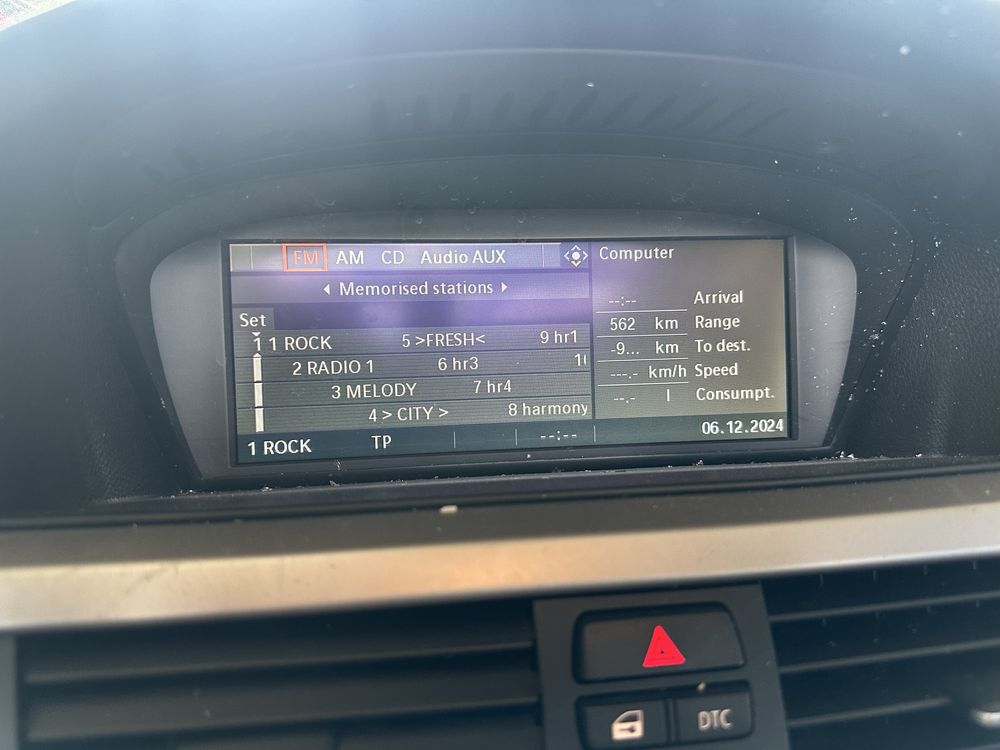 FM AM CD Audio AUX
Memorised stations
Set
1 1 ROCK 5 >FRESH< 9 hr1
2 RADIO 1 6 hr3
3 MELODY 7 hr4
4 > CITY > 8 harmony
1 ROCK TP --:--
Computer
--:-- Arrival
562 km Range
-9... km To dest.
---.- km/h Speed
--.- l Consumpt.
06.12.2024
DTC